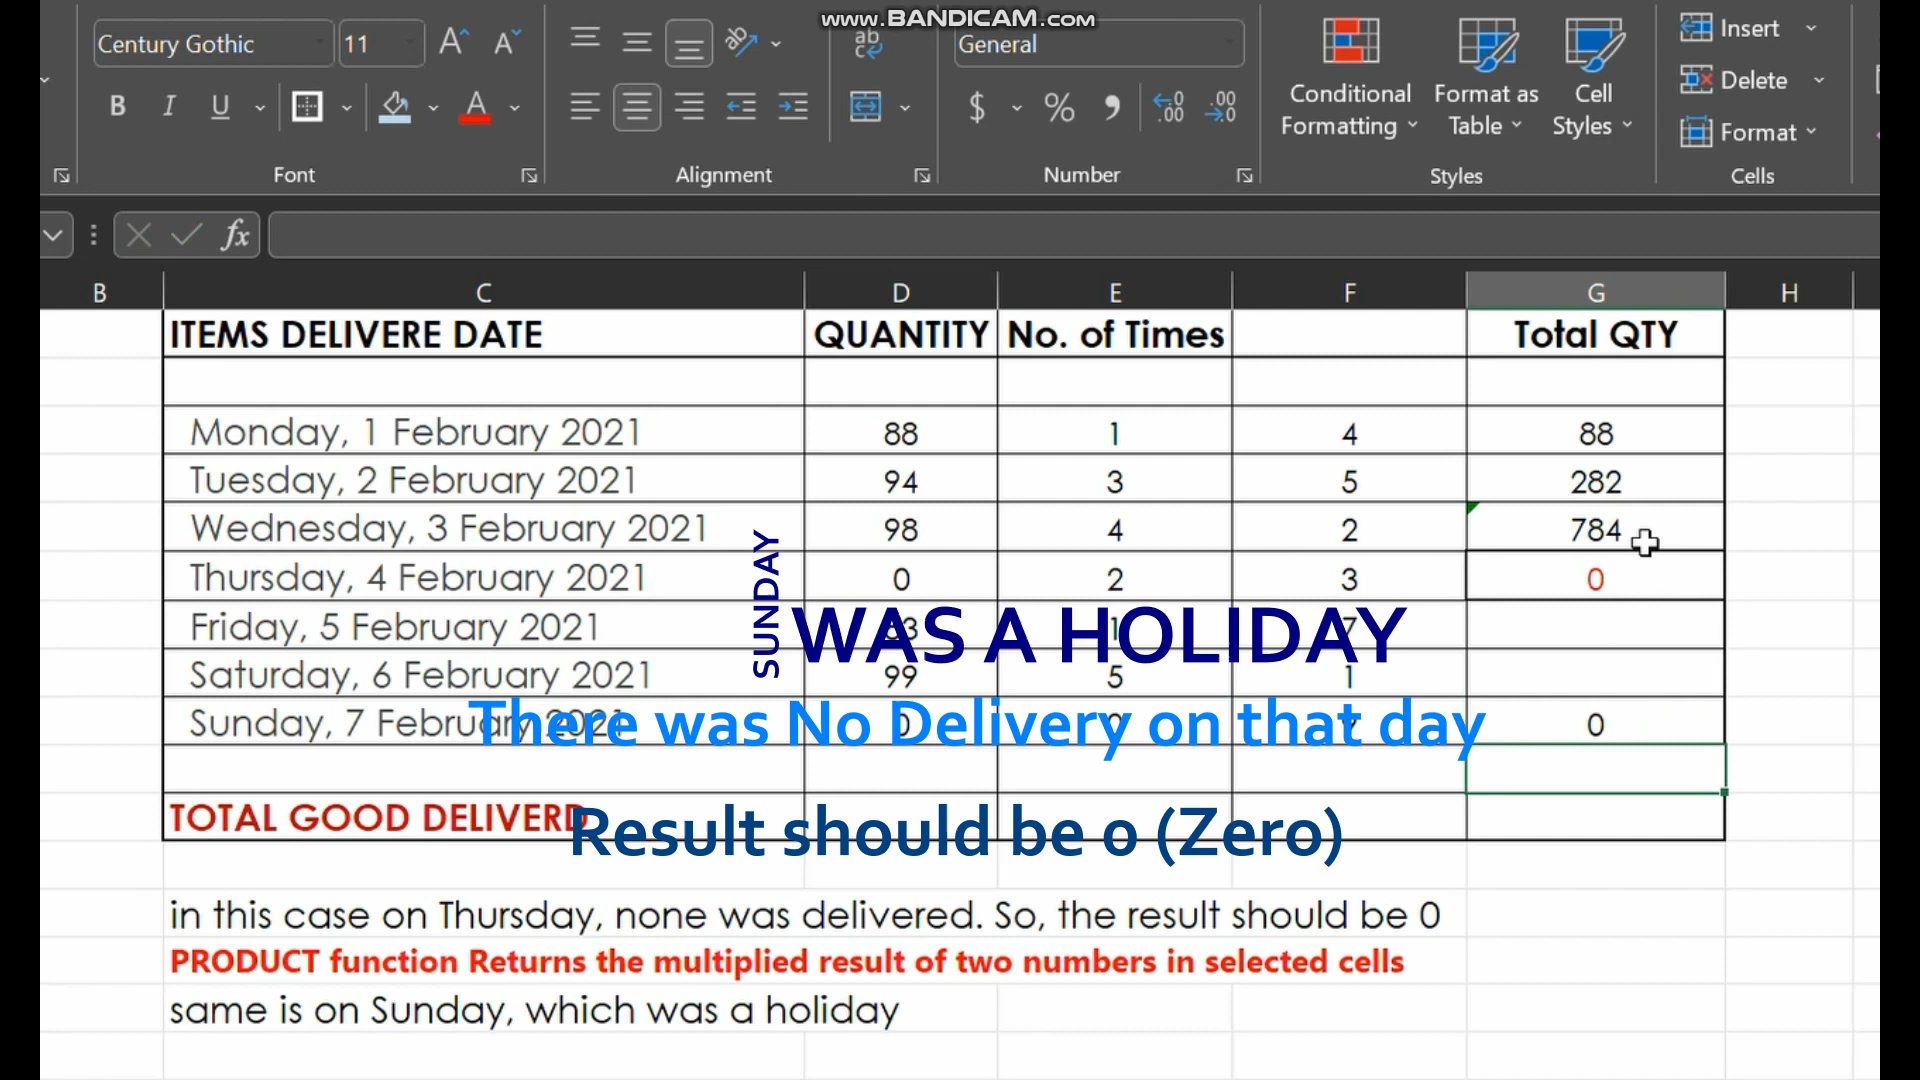 www.BANDICAM.com
Century Gothic 11 General
Insert
Delete
Format
Conditional Formatting
Format as Table
Cell Styles
B I U A $ % 9
Font Alignment Number Styles Cells
fx
B C D E F G H
ITEMS DELIVERE DATE QUANTITY No. of Times Total QTY
Monday, 1 February 2021 88 1 4 88
Tuesday, 2 February 2021 94 3 5 282
Wednesday, 3 February 2021 98 4 2 784
Thursday, 4 February 2021 0 2 3 0
Friday, 5 February 2021 1 7
SUNDAY WAS A HOLIDAY
Saturday, 6 February 2021 99 5 1
Sunday, 7 February 2021 0 0
There was No Delivery on that day
TOTAL GOOD DELIVERD
Result should be 0 (Zero)
in this case on Thursday, none was delivered. So, the result should be 0
PRODUCT function Returns the multiplied result of two numbers in selected cells
same is on Sunday, which was a holiday